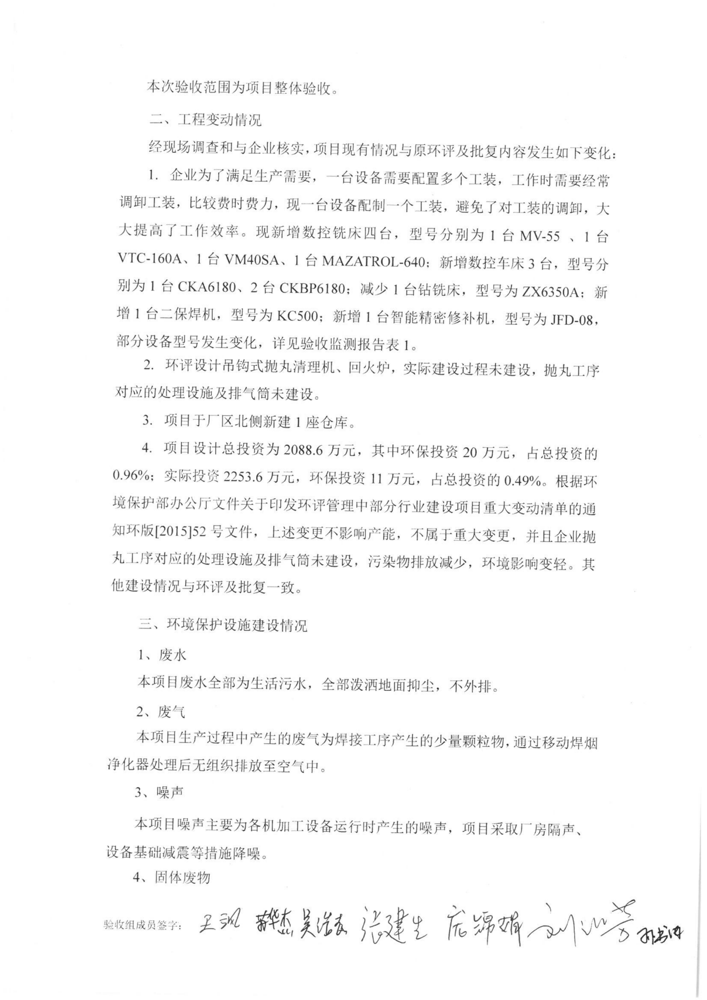 本次验收范围为项目整体验收。
二、工程变动情况
经现场调查和与企业核实，项目现有情况与原环评及批复内容发生如下变化：
1. 企业为了满足生产需要，一台设备需要配置多个工装，工作时需要经常
调卸工装，比较费时费力，现一台设备配制一个工装，避免了对工装的调卸，大
大提高了工作效率。现新增数控铣床四台，型号分别为 1 台 MV-55 、1 台
VTC-160A、1 台 VM40SA、1 台 MAZATROL-640；新增数控车床 3 台，型号分
别为 1 台 CKA6180、2 台 CKBP6180；减少 1 台钻铣床，型号为 ZX6350A；新
增 1 台二保焊机，型号为 KC500；新增 1 台智能精密修补机，型号为 JFD-08，
部分设备型号发生变化，详见验收监测报告表 1。
2. 环评设计吊钩式抛丸清理机、回火炉，实际建设过程未建设，抛丸工序
对应的处理设施及排气筒未建设。
3. 项目于厂区北侧新建 1 座仓库。
4. 项目设计总投资为 2088.6 万元，其中环保投资 20 万元，占总投资的
0.96%；实际投资 2253.6 万元，环保投资 11 万元，占总投资的 0.49%。根据环
境保护部办公厅文件关于印发环评管理中部分行业建设项目重大变动清单的通
知环版[2015]52 号文件，上述变更不影响产能，不属于重大变更，并且企业抛
丸工序对应的处理设施及排气筒未建设，污染物排放减少，环境影响变轻。其
他建设情况与环评及批复一致。
三、环境保护设施建设情况
1、废水
本项目废水全部为生活污水，全部泼洒地面抑尘，不外排。
2、废气
本项目生产过程中产生的废气为焊接工序产生的少量颗粒物，通过移动焊烟
净化器处理后无组织排放至空气中。
3、噪声
本项目噪声主要为各机加工设备运行时产生的噪声，项目采取厂房隔声、
设备基础减震等措施降噪。
4、固体废物
验收组成员签字： 张建生